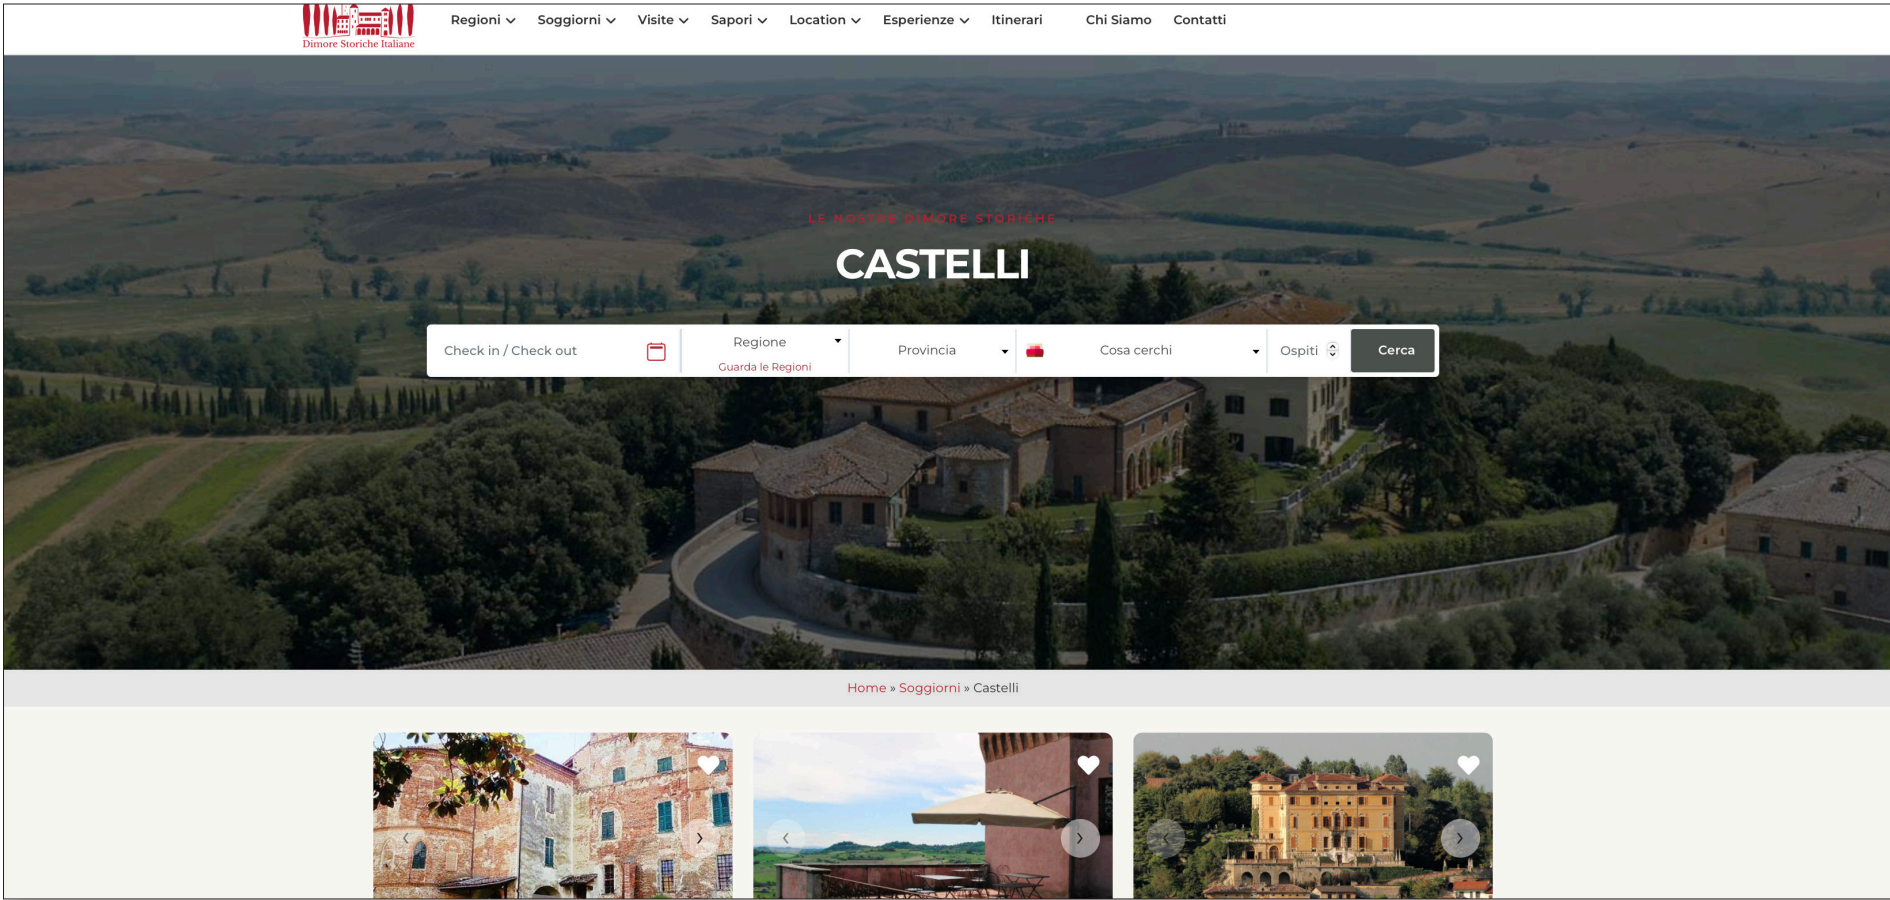 Dimore Storiche Italiane
Regioni Soggiorni Visite Sapori Location Esperienze Itinerari Chi Siamo Contatti
LE NOSTRE DIMORE STORICHE
CASTELLI
Check in / Check out Regione Provincia Cosa cerchi Ospiti Cerca
Guarda le Regioni
Home » Soggiorni » Castelli